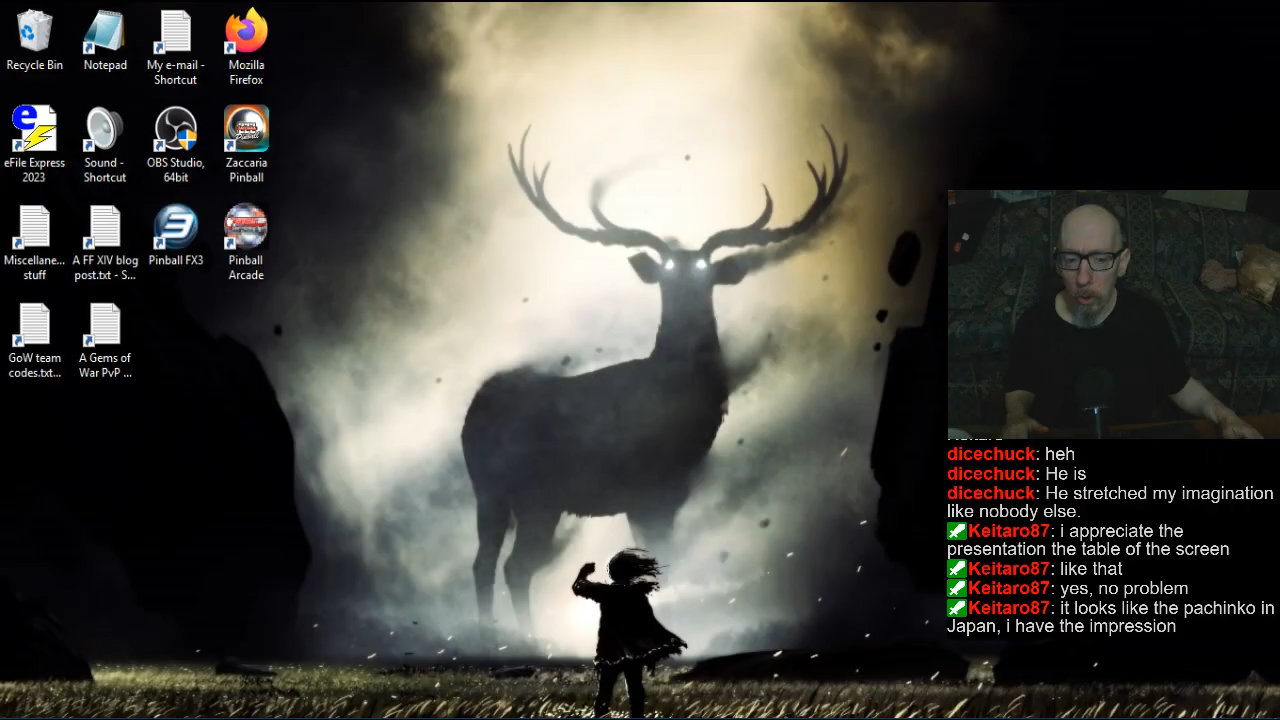 Recycle Bin
Notepad
My e-mail -
Shortcut
Mozilla
Firefox
eFile Express
2023
Sound -
Shortcut
OBS Studio,
64bit
Zaccaria
Pinball
Miscellane...
stuff
A FF XIV blog
post.txt - S...
Pinball FX3
Pinball
Arcade
GoW team
codes.txt...
A Gems of
War PvP ...
dicechuck: heh
dicechuck: He is
dicechuck: He stretched my imagination
like nobody else.
Keitaro87: i appreciate the
presentation the table of the screen
Keitaro87: like that
Keitaro87: yes, no problem
Keitaro87: it looks like the pachinko in
Japan, i have the impression